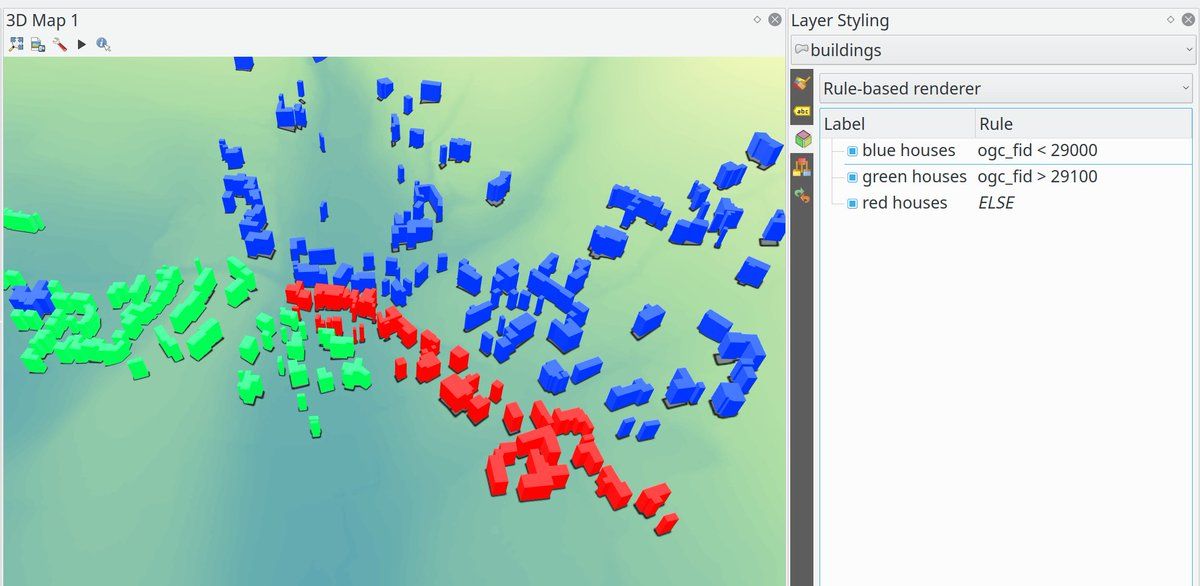 3D Map 1
Layer Styling
buildings
abc
Rule-based renderer
Label Rule
blue houses ogc_fid < 29000
green houses ogc_fid > 29100
red houses ELSE